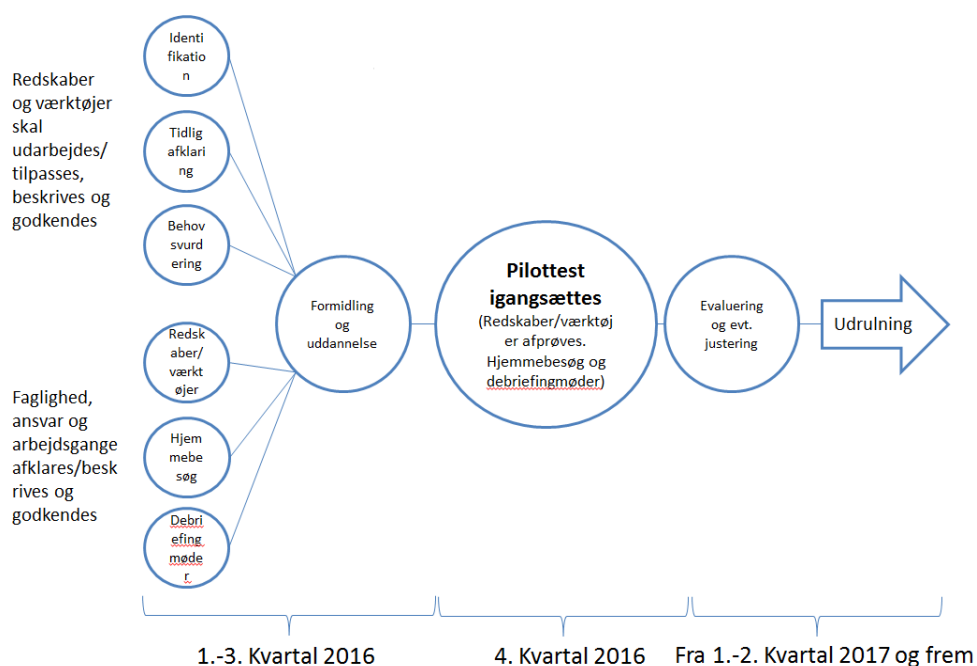 Redskaber
og værktøjer
skal
udarbejdes/
tilpasses,
beskrives og
godkendes
Identi
fikatio
n
Tidlig
afklari
ng
Behov
svurd
ering
Faglighed,
ansvar og
arbejdsgange
afklares/besk
rives og
godkendes
Redsk
aber/
værkt
øjer
Hjem
mebe
søg
Debri
efing
møde
r
Formidling
og
uddannelse
Pilottest
igangsættes
(Redskaber/værktøj
er afprøves.
Hjemmebesøg og
debriefingmøder)
Evaluering
og evt.
justering
Udrulning
1.-3. Kvartal 2016
4. Kvartal 2016
Fra 1.-2. Kvartal 2017 og frem